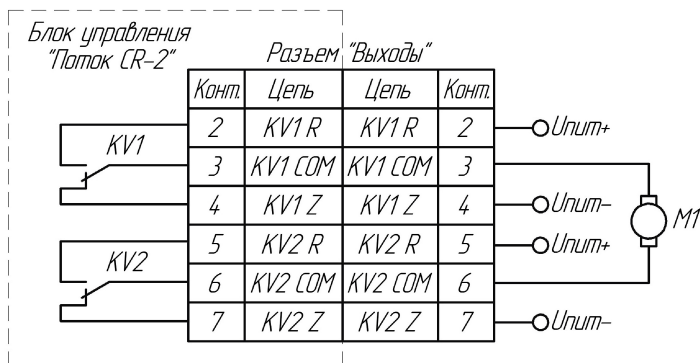 Блок управления
"Поток CR-2"
Разъем "Выходы"
Конт. Цепь Цепь Конт.
2 KV1 R KV1 R 2 Uпит+
KV1
3 KV1 COM KV1 COM 3
4 KV1 Z KV1 Z 4 Uпит-
M1
5 KV2 R KV2 R 5 Uпит+
KV2
6 KV2 COM KV2 COM 6
7 KV2 Z KV2 Z 7 Uпит-